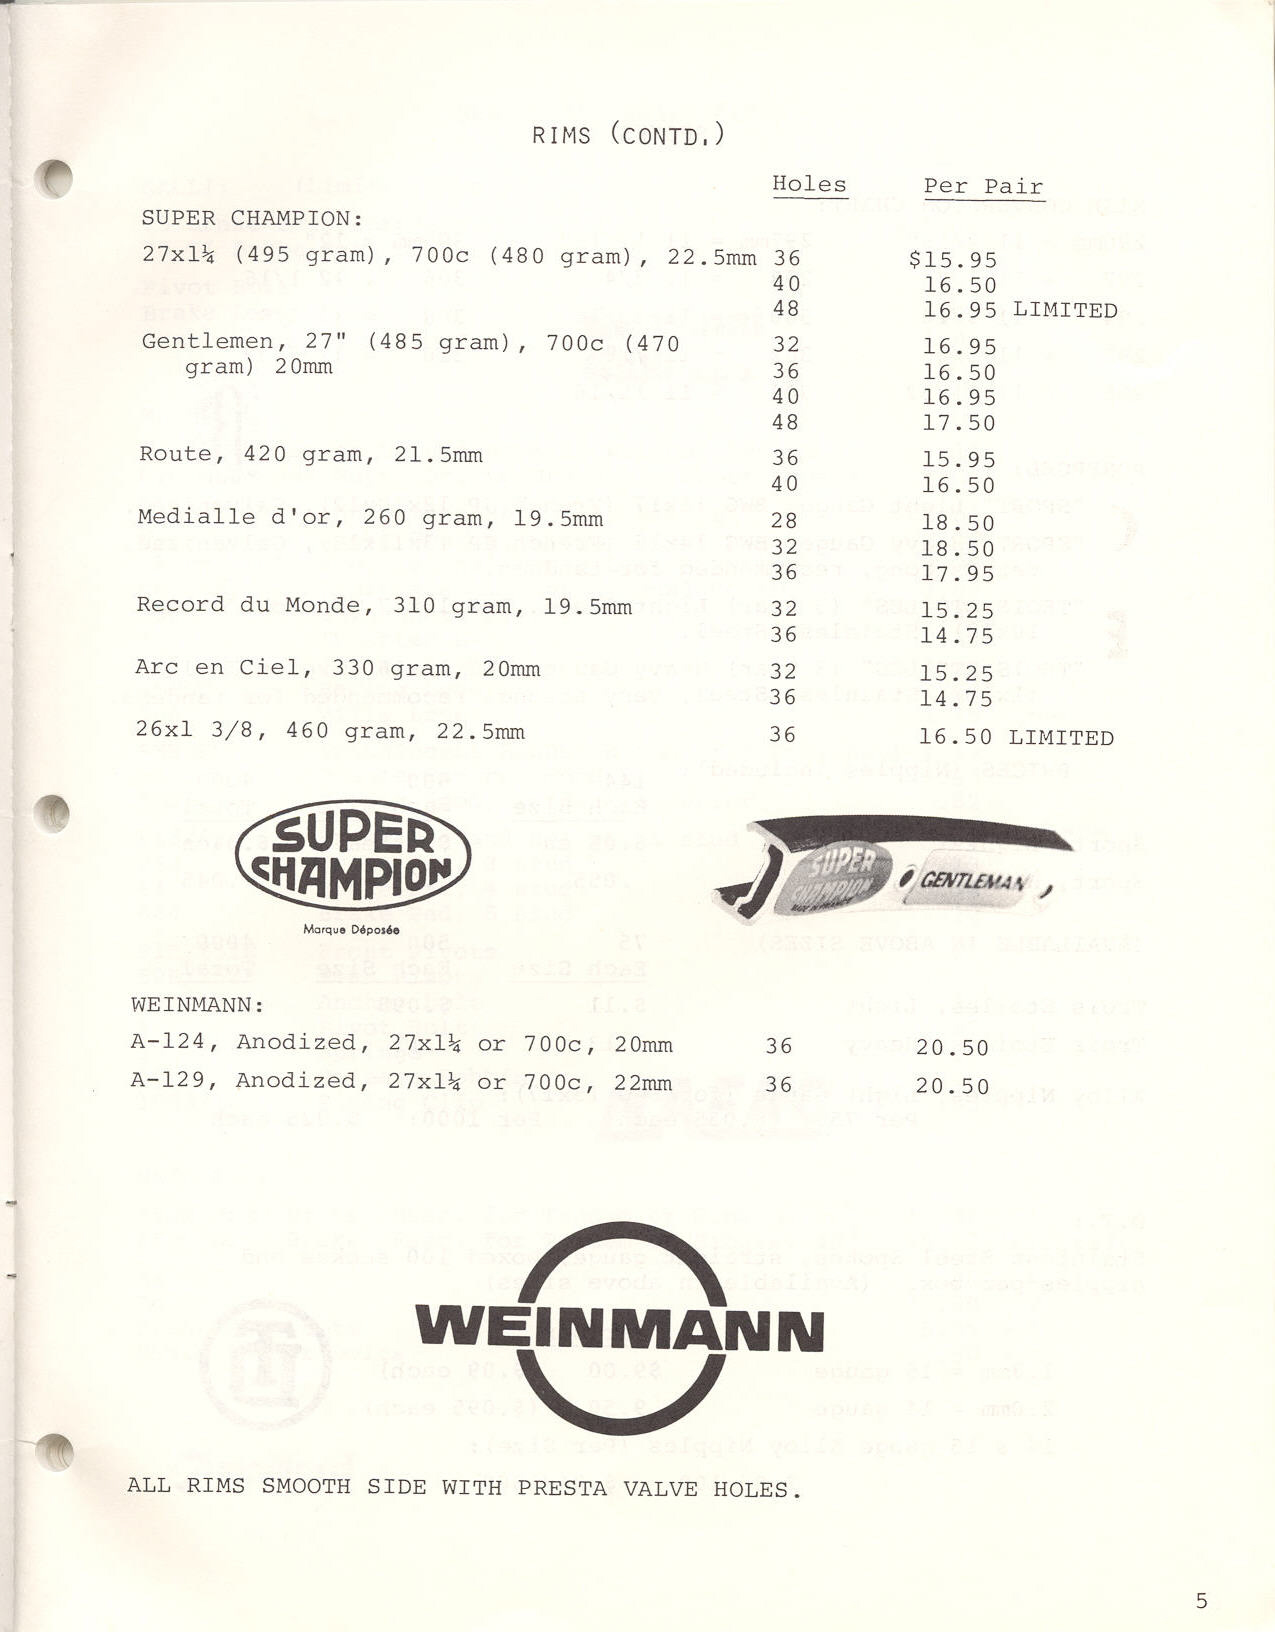 RIMS (CONTD.)
Holes Per Pair
SUPER CHAMPION:
27x1¼ (495 gram), 700c (480 gram), 22.5mm 36 $15.95
40 16.50
48 16.95 LIMITED
Gentlemen, 27" (485 gram), 700c (470 32 16.95
gram) 20mm 36 16.50
40 16.95
48 17.50
Route, 420 gram, 21.5mm 36 15.95
40 16.50
Medialle d'or, 260 gram, 19.5mm 28 18.50
32 18.50
36 17.95
Record du Monde, 310 gram, 19.5mm 32 15.25
36 14.75
Arc en Ciel, 330 gram, 20mm 32 15.25
36 14.75
26x1 3/8, 460 gram, 22.5mm 36 16.50 LIMITED
SUPER
CHAMPION
Marque Déposée
SUPER
CHAMPION
MADE IN FRANCE
GENTLEMAN
WEINMANN:
A-124, Anodized, 27x1¼ or 700c, 20mm 36 20.50
A-129, Anodized, 27x1¼ or 700c, 22mm 36 20.50
WEINMANN
ALL RIMS SMOOTH SIDE WITH PRESTA VALVE HOLES.
5